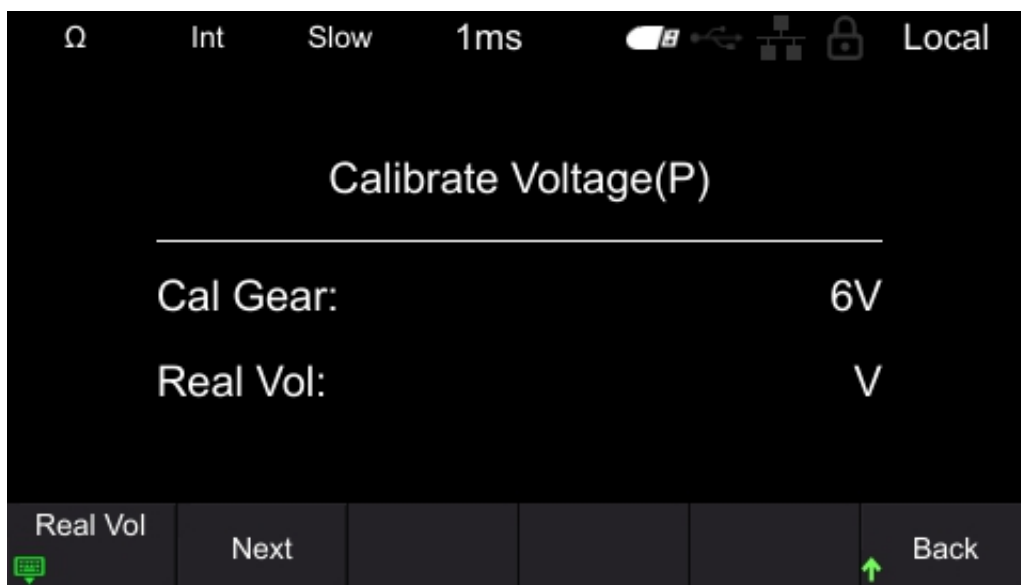 Ω Int Slow 1ms Local
Calibrate Voltage(P)
Cal Gear: 6V
Real Vol: V
Real Vol Next Back